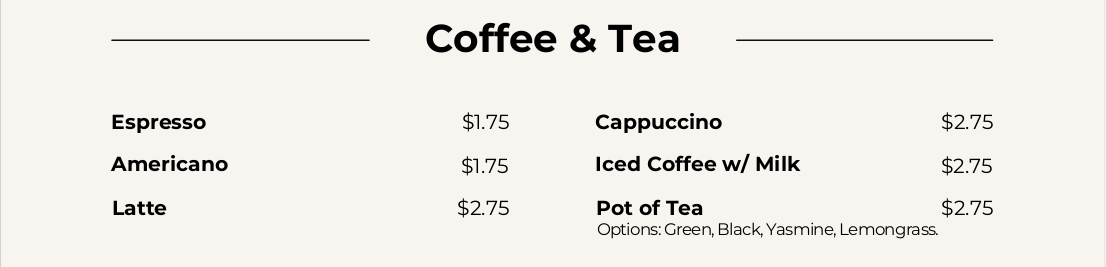 Coffee & Tea
Espresso $1.75
Americano $1.75
Latte $2.75
Cappuccino $2.75
Iced Coffee w/ Milk $2.75
Pot of Tea $2.75
Options: Green, Black, Yasmine, Lemongrass.